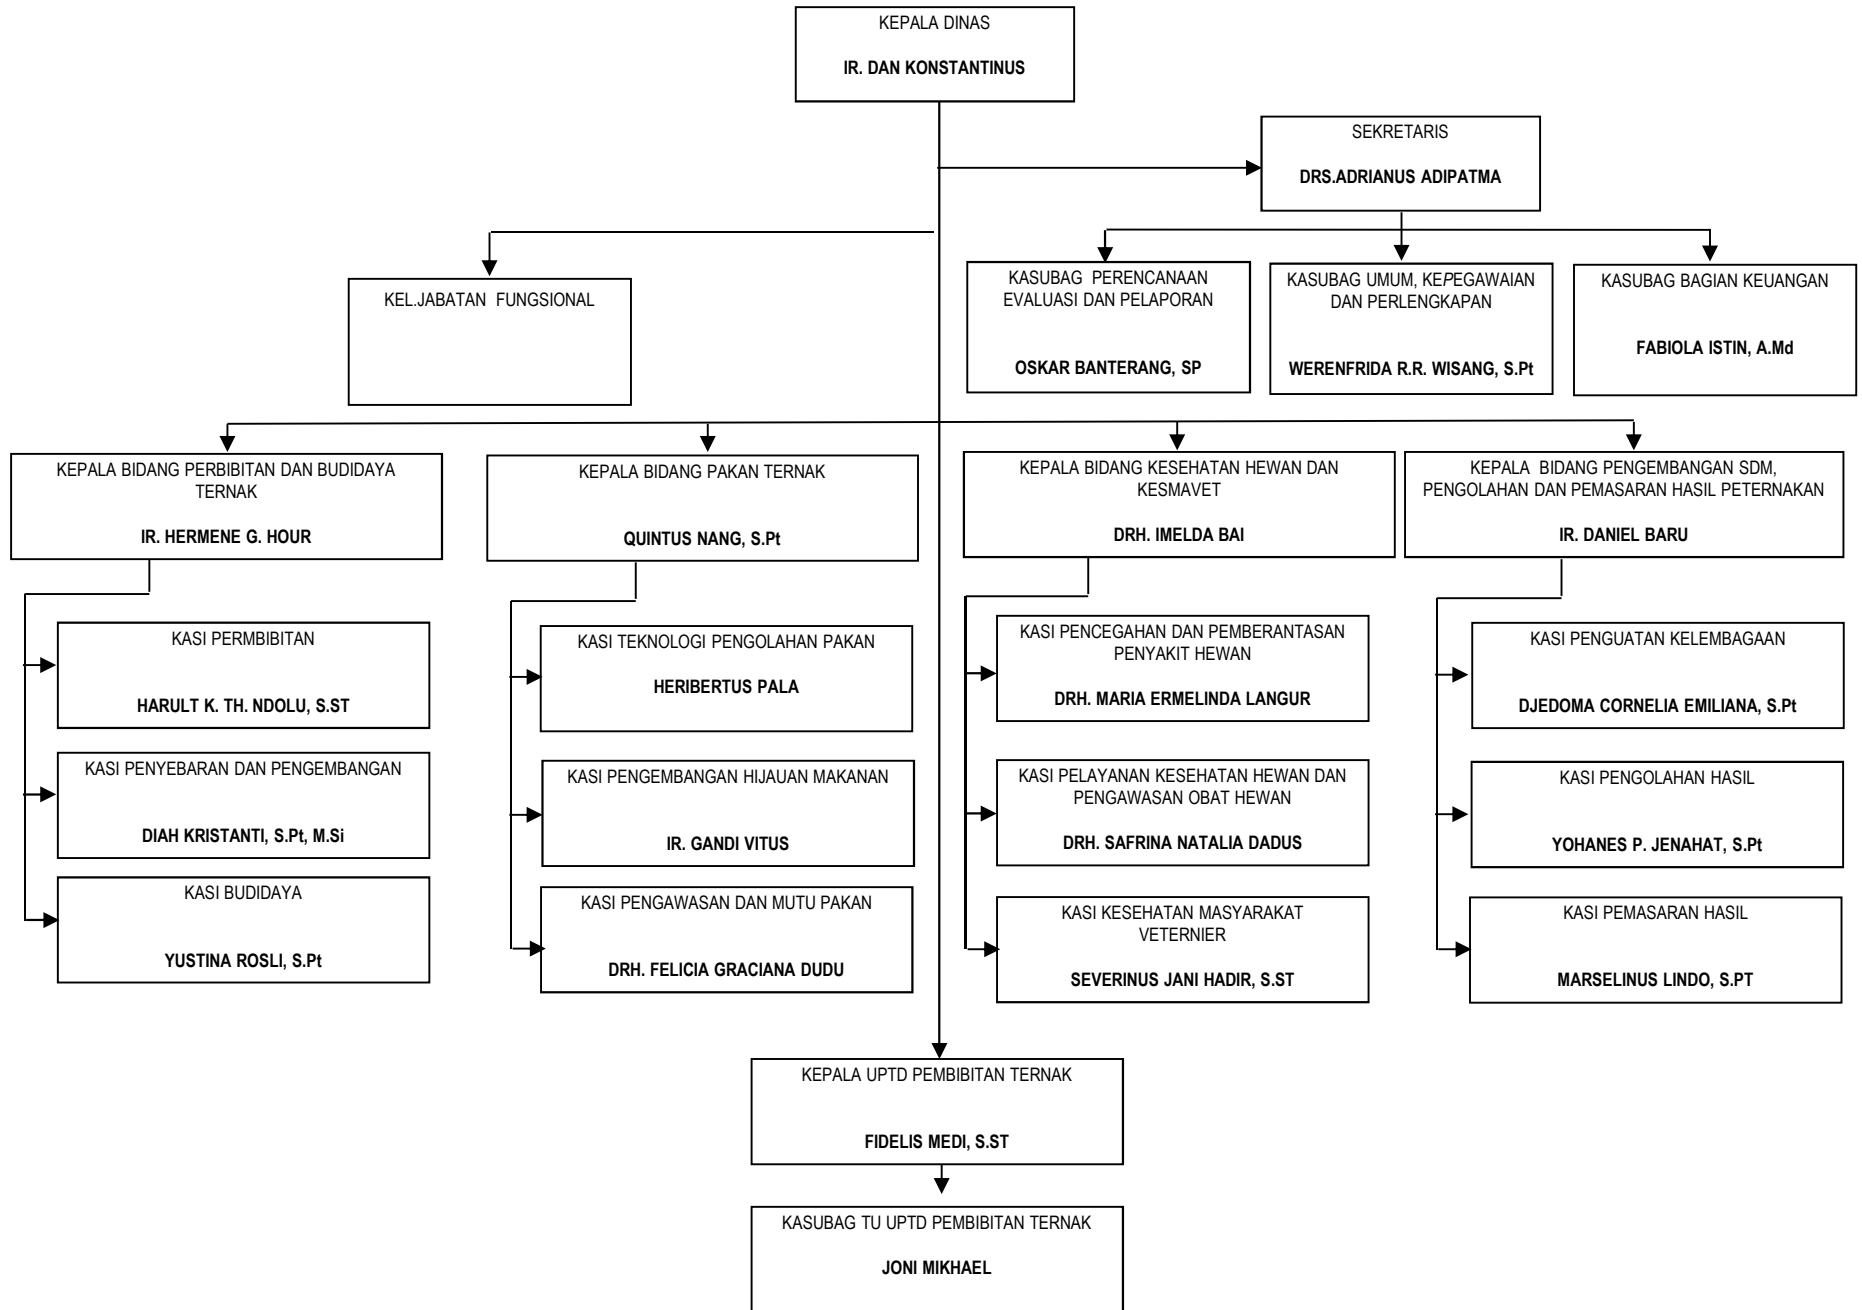 KEPALA DINAS
IR. DAN KONSTANTINUS
SEKRETARIS
DRS.ADRIANUS ADIPATMA
KEL.JABATAN  FUNGSIONAL
KASUBAG  PERENCANAAN
EVALUASI DAN PELAPORAN
OSKAR BANTERANG, SP
KASUBAG UMUM, KEPEGAWAIAN
DAN PERLENGKAPAN
WERENFRIDA R.R. WISANG, S.Pt
KASUBAG BAGIAN KEUANGAN
FABIOLA ISTIN, A.Md
KEPALA BIDANG PERBIBITAN DAN BUDIDAYA
TERNAK
IR. HERMENE G. HOUR
KEPALA BIDANG PAKAN TERNAK
QUINTUS NANG, S.Pt
KEPALA BIDANG KESEHATAN HEWAN DAN
KESMAVET
DRH. IMELDA BAI
KEPALA  BIDANG PENGEMBANGAN SDM,
PENGOLAHAN DAN PEMASARAN HASIL PETERNAKAN
IR. DANIEL BARU
KASI PERMBIBITAN
HARULT K. TH. NDOLU, S.ST
KASI PENYEBARAN DAN PENGEMBANGAN
DIAH KRISTANTI, S.Pt, M.Si
KASI BUDIDAYA
YUSTINA ROSLI, S.Pt
KASI TEKNOLOGI PENGOLAHAN PAKAN
HERIBERTUS PALA
KASI PENGEMBANGAN HIJAUAN MAKANAN
IR. GANDI VITUS
KASI PENGAWASAN DAN MUTU PAKAN
DRH. FELICIA GRACIANA DUDU
KASI PENCEGAHAN DAN PEMBERANTASAN
PENYAKIT HEWAN
DRH. MARIA ERMELINDA LANGUR
KASI PELAYANAN KESEHATAN HEWAN DAN
PENGAWASAN OBAT HEWAN
DRH. SAFRINA NATALIA DADUS
KASI KESEHATAN MASYARAKAT
VETERNIER
SEVERINUS JANI HADIR, S.ST
KASI PENGUATAN KELEMBAGAAN
DJEDOMA CORNELIA EMILIANA, S.Pt
KASI PENGOLAHAN HASIL
YOHANES P. JENAHAT, S.Pt
KASI PEMASARAN HASIL
MARSELINUS LINDO, S.PT
KEPALA UPTD PEMBIBITAN TERNAK
FIDELIS MEDI, S.ST
KASUBAG TU UPTD PEMBIBITAN TERNAK
JONI MIKHAEL